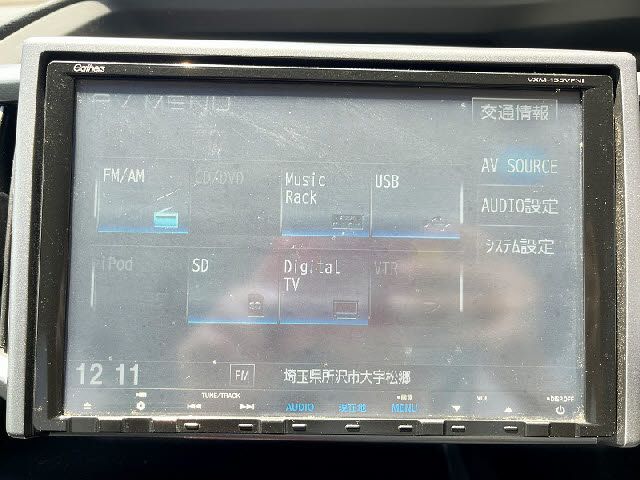 Gathers
VXM-155VFNi
AV MENU
交通情報
FM/AM
CD/DVD
Music Rack
USB
AV SOURCE
AUDIO設定
iPod
SD
Digital TV
VTR
システム設定
12 11
FM
埼玉県所沢市大字松郷
TUNE/TRACK
AUDIO
現在地
MENU